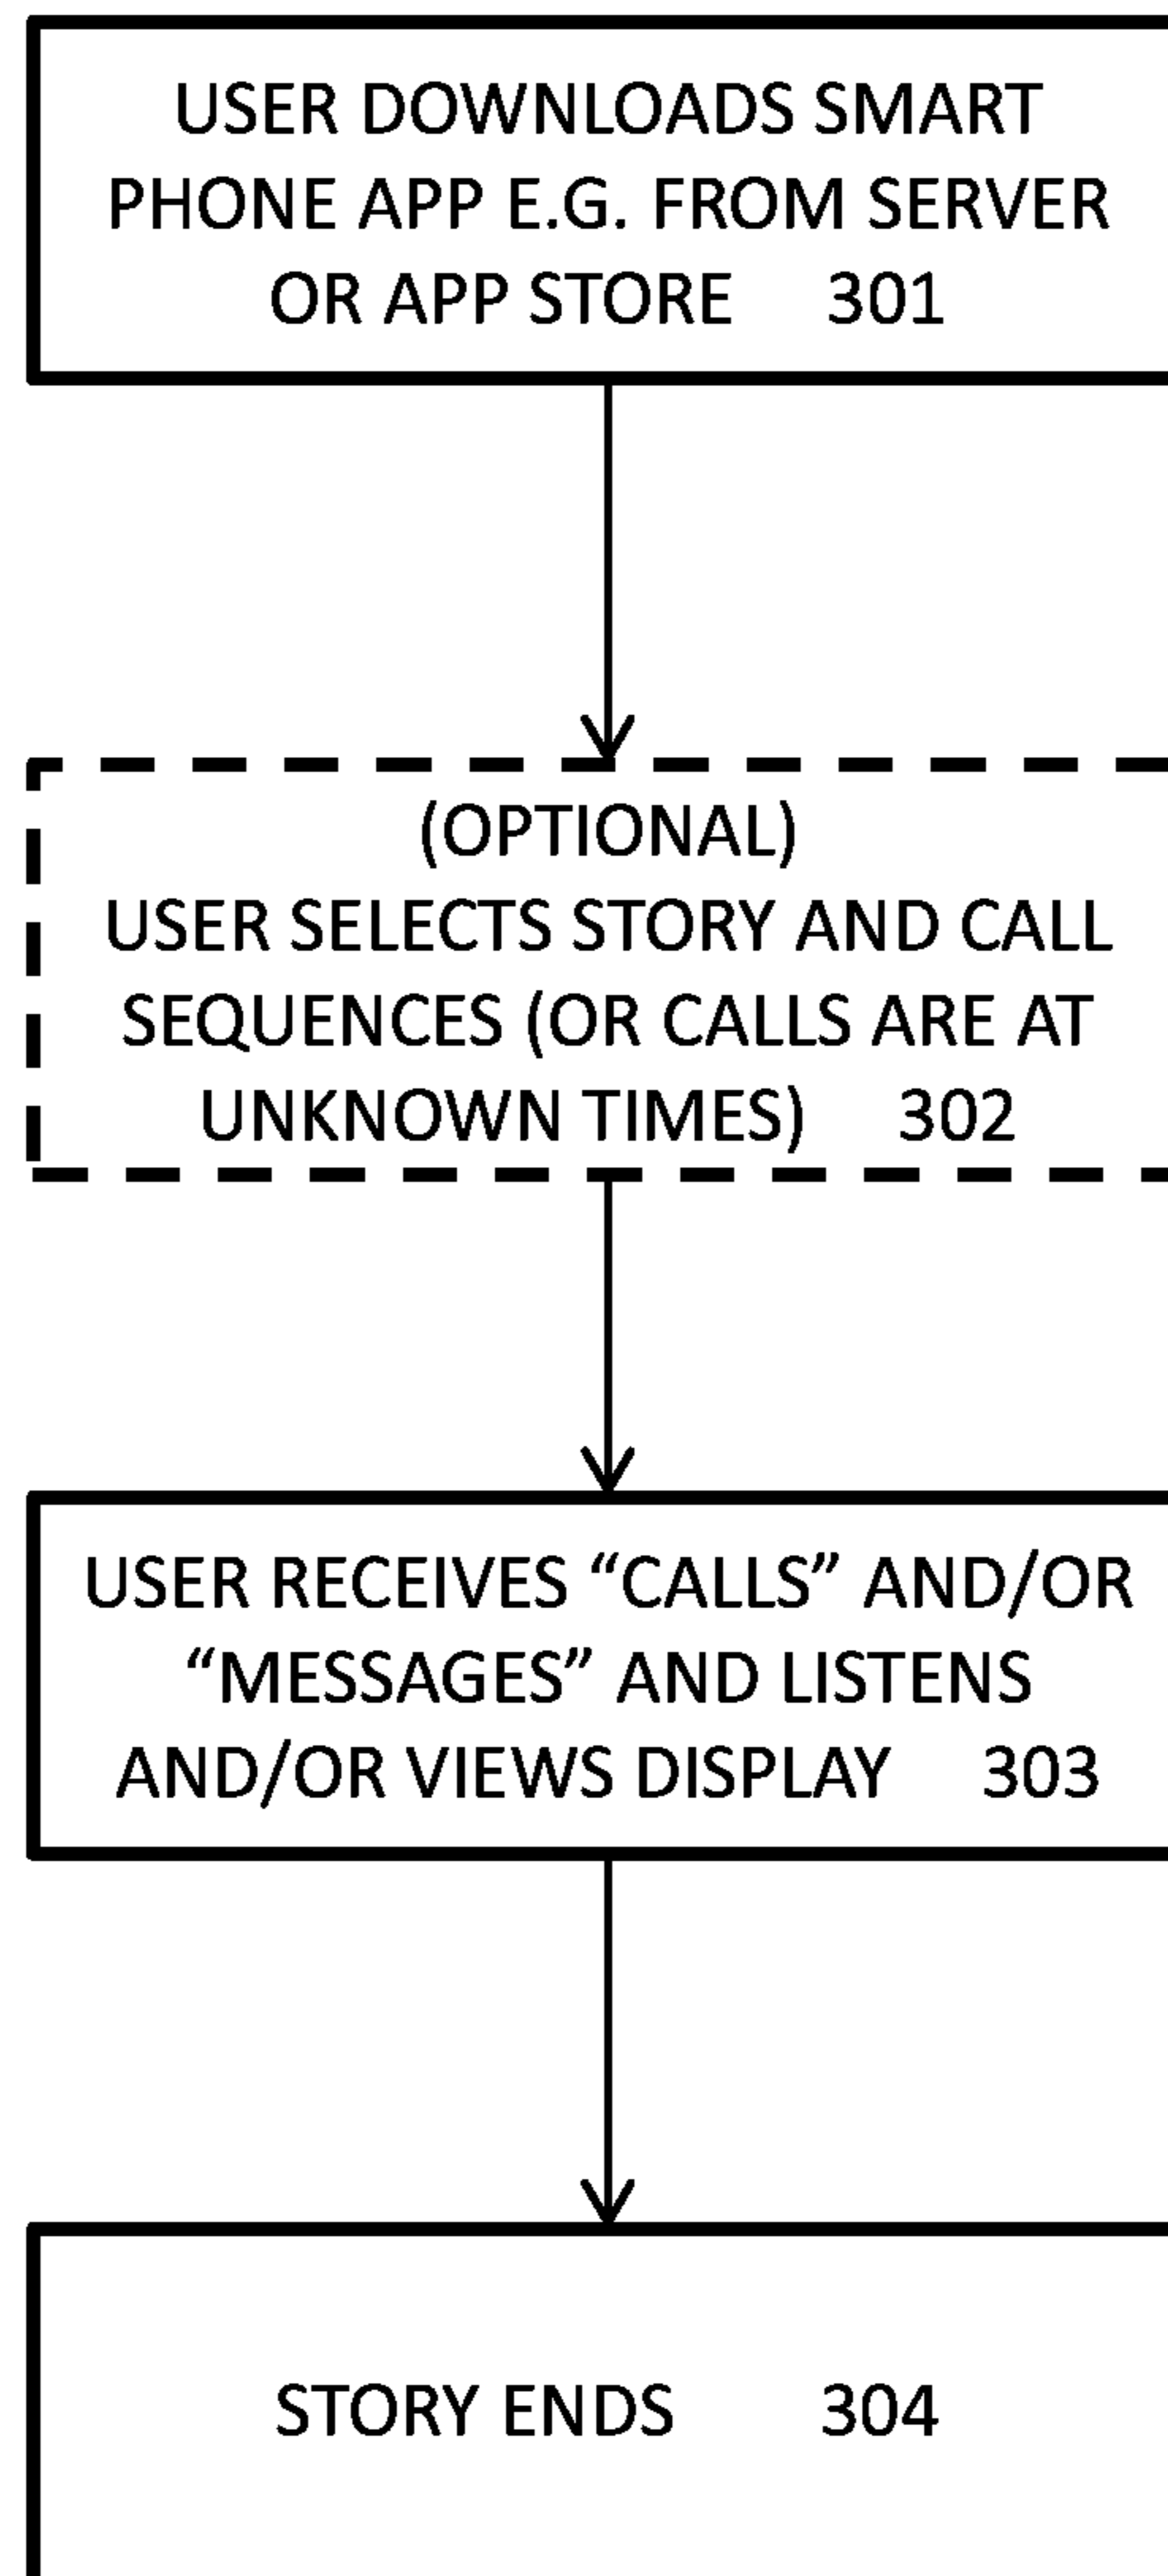 USER DOWNLOADS SMART
PHONE APP E.G. FROM SERVER
OR APP STORE 301
(OPTIONAL)
USER SELECTS STORY AND CALL
SEQUENCES (OR CALLS ARE AT
UNKNOWN TIMES) 302
USER RECEIVES “CALLS” AND/OR
“MESSAGES” AND LISTENS
AND/OR VIEWS DISPLAY 303
STORY ENDS 304